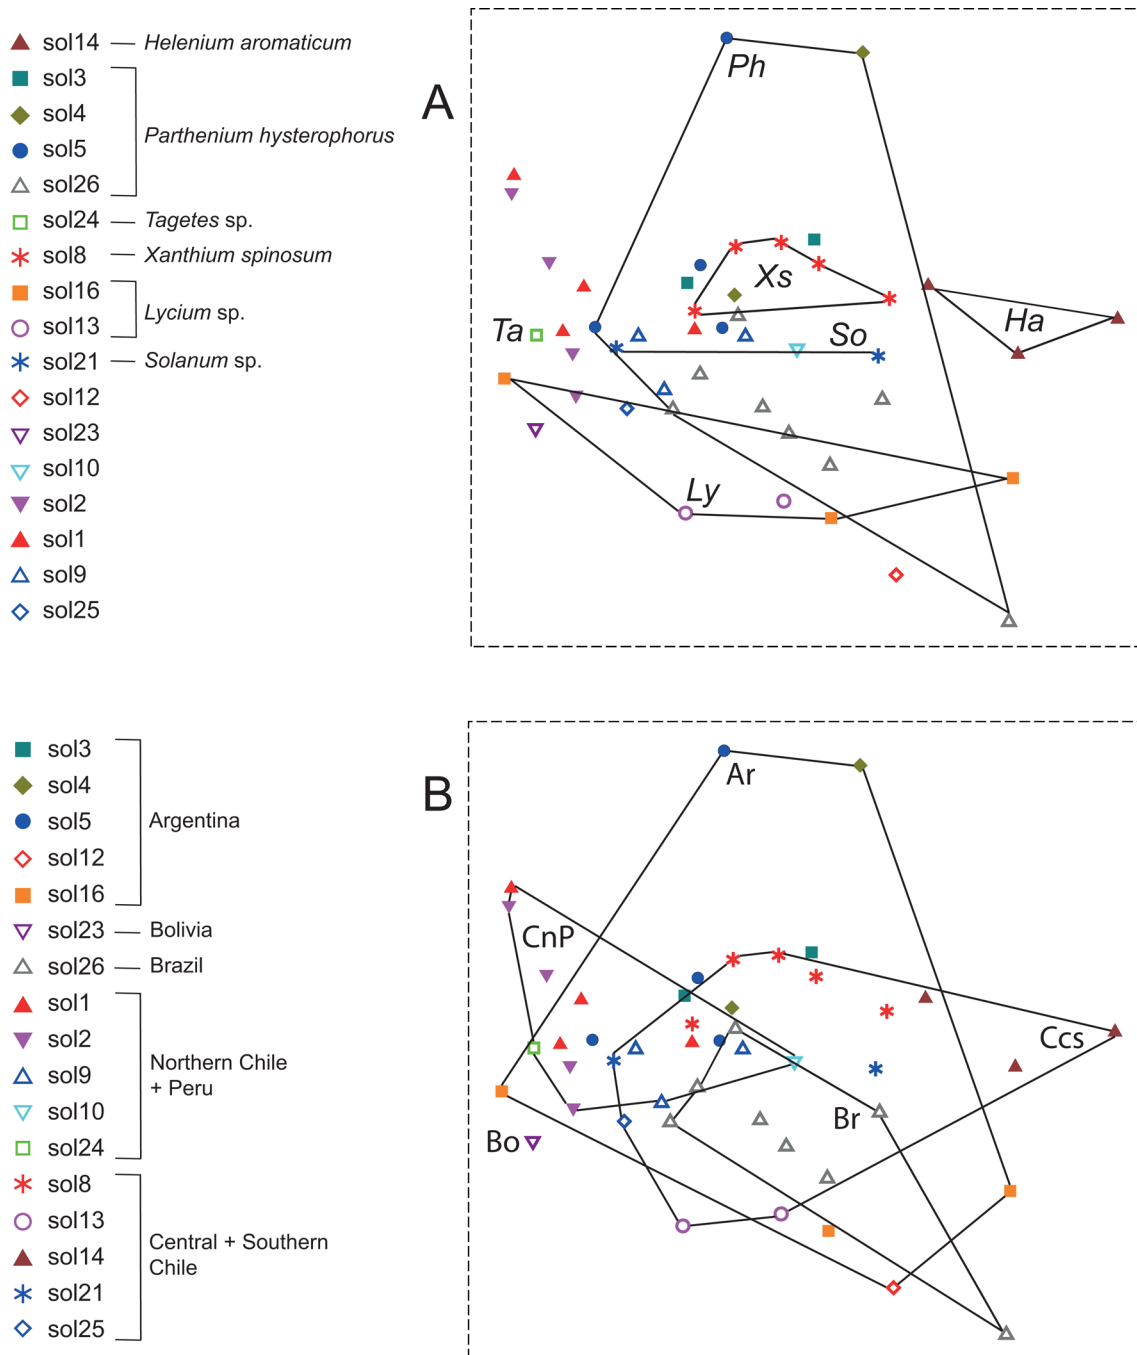 A
sol14 Helenium aromaticum
sol3
sol4
Parthenium hysterophorus
sol5
sol26
sol24 Tagetes sp.
sol8 Xanthium spinosum
sol16
Lycium sp.
sol13
sol21 Solanum sp.
sol12
sol23
sol10
sol2
sol1
sol9
sol25
Ph
Xs
Ta
So
Ha
Ly
B
sol3
sol4
sol5
Argentina
sol12
sol16
sol23 Bolivia
sol26 Brazil
sol1
sol2
sol9
Northern Chile
+ Peru
sol10
sol24
sol8
sol13
sol14
Central + Southern
Chile
sol21
sol25
Ar
CnP
Ccs
Br
Bo